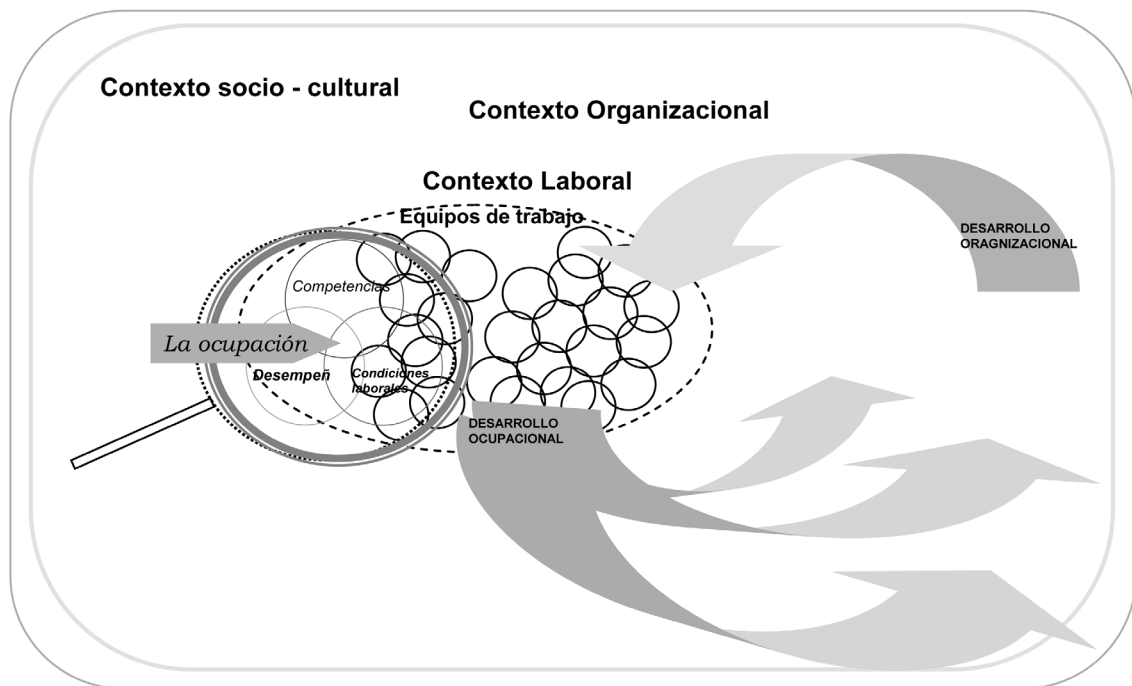 Contexto socio - cultural
Contexto Organizacional
Contexto Laboral
Equipos de trabajo
DESARROLLO
ORAGNIZACIONAL
Competencias
La ocupación
Desempeñ
Condiciones
laborales
DESARROLLO
OCUPACIONAL